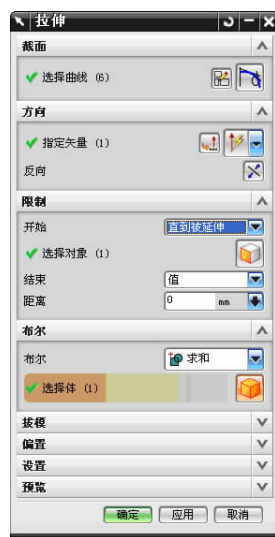 拉伸
截面
选择曲线 (6)
方向
指定矢量 (1)
反向
限制
开始 直到被延伸
选择对象 (1)
结束 值
距离 0 mm
布尔
布尔 求和
选择体 (1)
拔模
偏置
设置
预览
确定 应用 取消